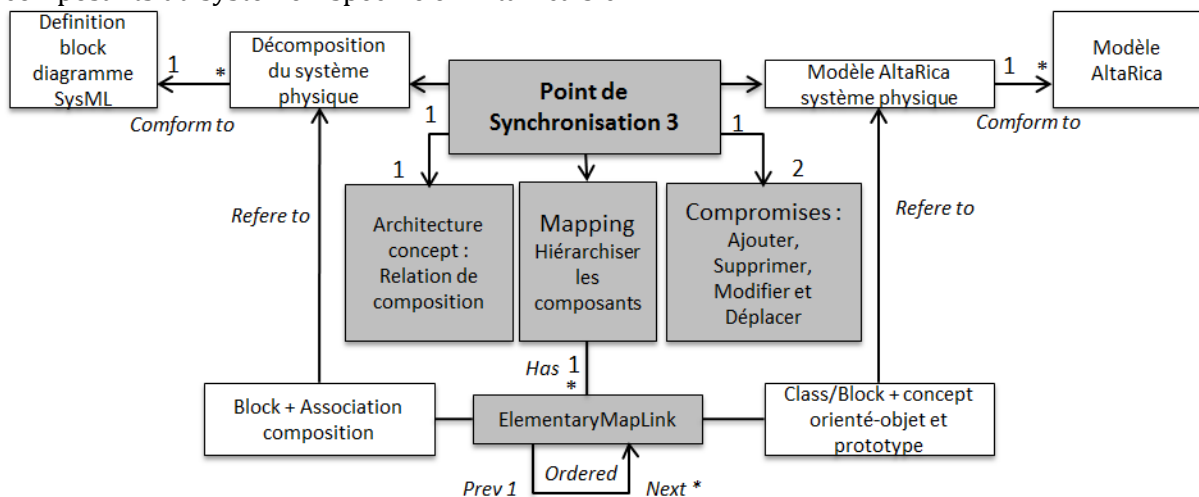 Definition
block
diagramme
SysML
1
*
Comform to
Décomposition
du système
physique
Point de
Synchronisation 3
Modèle AltaRica
système physique
1
*
Comform to
Modèle
AltaRica
1
1
1
2
Refere to
Architecture
concept :
Relation de
composition
Mapping
Hiérarchiser
les
composants
Compromises :
Ajouter,
Supprimer,
Modifier et
Déplacer
Refere to
Has 1
*
Block + Association
composition
ElementaryMapLink
Class/Block + concept
orienté-objet et
prototype
Ordered
Prev 1
Next *